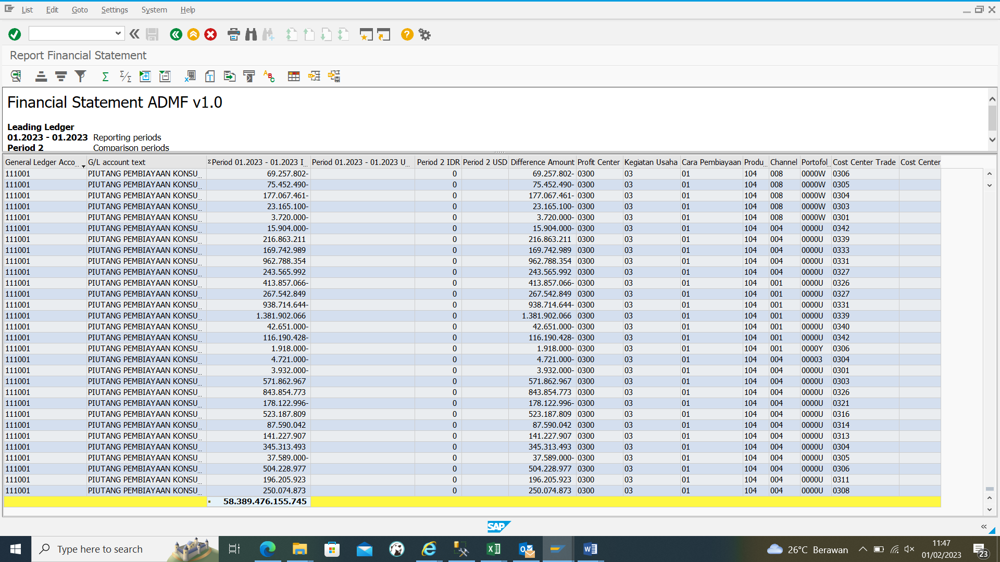 List Edit Goto Settings System Help
Report Financial Statement
Financial Statement ADMF v1.0
Leading Ledger
01.2023 - 01.2023 Reporting periods
Period 2 Comparison periods
General Ledger Acco... G/L account text Σ Period 01.2023 - 01.2023 I... Period 01.2023 - 01.2023 U... Period 2 IDR Period 2 USD Difference Amount Profit Center Kegiatan Usaha Cara Pembiayaan Produ... Channel Portofol... Cost Center Trade Cost Center
111001 PIUTANG PEMBIAYAAN KONSU... 69.257.802- 0 69.257.802- 0300 03 01 104 008 0000W 0306
111001 PIUTANG PEMBIAYAAN KONSU... 75.452.490- 0 75.452.490- 0300 03 01 104 008 0000W 0305
111001 PIUTANG PEMBIAYAAN KONSU... 177.067.461- 0 177.067.461- 0300 03 01 104 008 0000W 0304
111001 PIUTANG PEMBIAYAAN KONSU... 23.165.100- 0 23.165.100- 0300 03 01 104 008 0000W 0303
111001 PIUTANG PEMBIAYAAN KONSU... 3.720.000- 0 3.720.000- 0300 03 01 104 008 0000W 0301
111001 PIUTANG PEMBIAYAAN KONSU... 15.904.000- 0 15.904.000- 0300 03 01 104 004 0000U 0342
111001 PIUTANG PEMBIAYAAN KONSU... 216.863.211 0 216.863.211 0300 03 01 104 004 0000U 0339
111001 PIUTANG PEMBIAYAAN KONSU... 169.742.989 0 169.742.989 0300 03 01 104 004 0000U 0333
111001 PIUTANG PEMBIAYAAN KONSU... 962.788.354 0 962.788.354 0300 03 01 104 004 0000U 0331
111001 PIUTANG PEMBIAYAAN KONSU... 243.565.992 0 243.565.992 0300 03 01 104 004 0000U 0327
111001 PIUTANG PEMBIAYAAN KONSU... 413.857.066- 0 413.857.066- 0300 03 01 104 001 0000U 0326
111001 PIUTANG PEMBIAYAAN KONSU... 267.542.849 0 267.542.849 0300 03 01 104 001 0000U 0327
111001 PIUTANG PEMBIAYAAN KONSU... 938.714.644- 0 938.714.644- 0300 03 01 104 001 0000U 0331
111001 PIUTANG PEMBIAYAAN KONSU... 1.381.902.066 0 1.381.902.066 0300 03 01 104 001 0000U 0339
111001 PIUTANG PEMBIAYAAN KONSU... 42.651.000- 0 42.651.000- 0300 03 01 104 001 0000U 0340
111001 PIUTANG PEMBIAYAAN KONSU... 116.190.428- 0 116.190.428- 0300 03 01 104 001 0000U 0342
111001 PIUTANG PEMBIAYAAN KONSU... 1.918.000- 0 1.918.000- 0300 03 01 104 001 0000Y 0306
111001 PIUTANG PEMBIAYAAN KONSU... 4.721.000- 0 4.721.000- 0300 03 01 104 004 00003 0304
111001 PIUTANG PEMBIAYAAN KONSU... 3.932.000- 0 3.932.000- 0300 03 01 104 004 0000U 0301
111001 PIUTANG PEMBIAYAAN KONSU... 571.862.967 0 571.862.967 0300 03 01 104 004 0000U 0303
111001 PIUTANG PEMBIAYAAN KONSU... 843.854.773 0 843.854.773 0300 03 01 104 004 0000U 0326
111001 PIUTANG PEMBIAYAAN KONSU... 178.122.996- 0 178.122.996- 0300 03 01 104 004 0000U 0321
111001 PIUTANG PEMBIAYAAN KONSU... 523.187.809 0 523.187.809 0300 03 01 104 004 0000U 0316
111001 PIUTANG PEMBIAYAAN KONSU... 87.590.042 0 87.590.042 0300 03 01 104 004 0000U 0314
111001 PIUTANG PEMBIAYAAN KONSU... 141.227.907 0 141.227.907 0300 03 01 104 004 0000U 0313
111001 PIUTANG PEMBIAYAAN KONSU... 345.313.493 0 345.313.493 0300 03 01 104 004 0000U 0304
111001 PIUTANG PEMBIAYAAN KONSU... 37.589.000- 0 37.589.000- 0300 03 01 104 004 0000U 0305
111001 PIUTANG PEMBIAYAAN KONSU... 504.228.977 0 504.228.977 0300 03 01 104 004 0000U 0306
111001 PIUTANG PEMBIAYAAN KONSU... 196.205.923 0 196.205.923 0300 03 01 104 004 0000U 0311
111001 PIUTANG PEMBIAYAAN KONSU... 250.074.873 0 250.074.873 0300 03 01 104 004 0000U 0308
58.389.476.155.745
SAP
Type here to search
26°C Berawan
11:47
01/02/2023
23